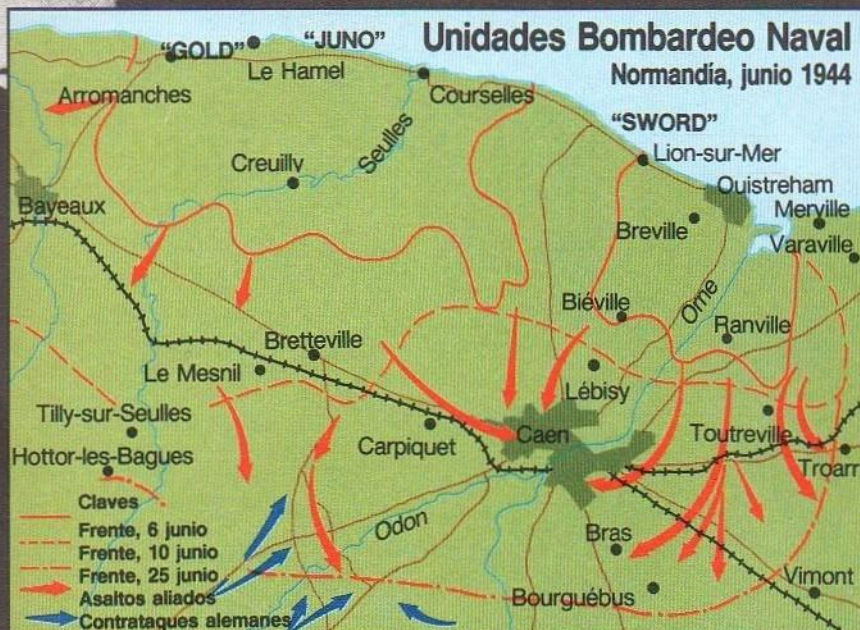 Unidades Bombardeo Naval
Normandía, junio 1944
"GOLD"
"JUNO"
Le Hamel
Arromanches
Courselles
"SWORD"
Lion-sur-Mer
Seulles
Creuilly
Ouistreham
Bayeaux
Merville
Breville
Varaville
Orne
Biéville
Ranville
Bretteville
Le Mesnil
Lébisy
Tilly-sur-Seulles
Caen
Toutreville
Carpiquet
Hottor-les-Bagues
Troarr
Claves
Frente, 6 junio
Frente, 10 junio
Frente, 25 junio
Asaltos aliados
Contrataques alemanes
Odon
Bras
Vimont
Bourguébus